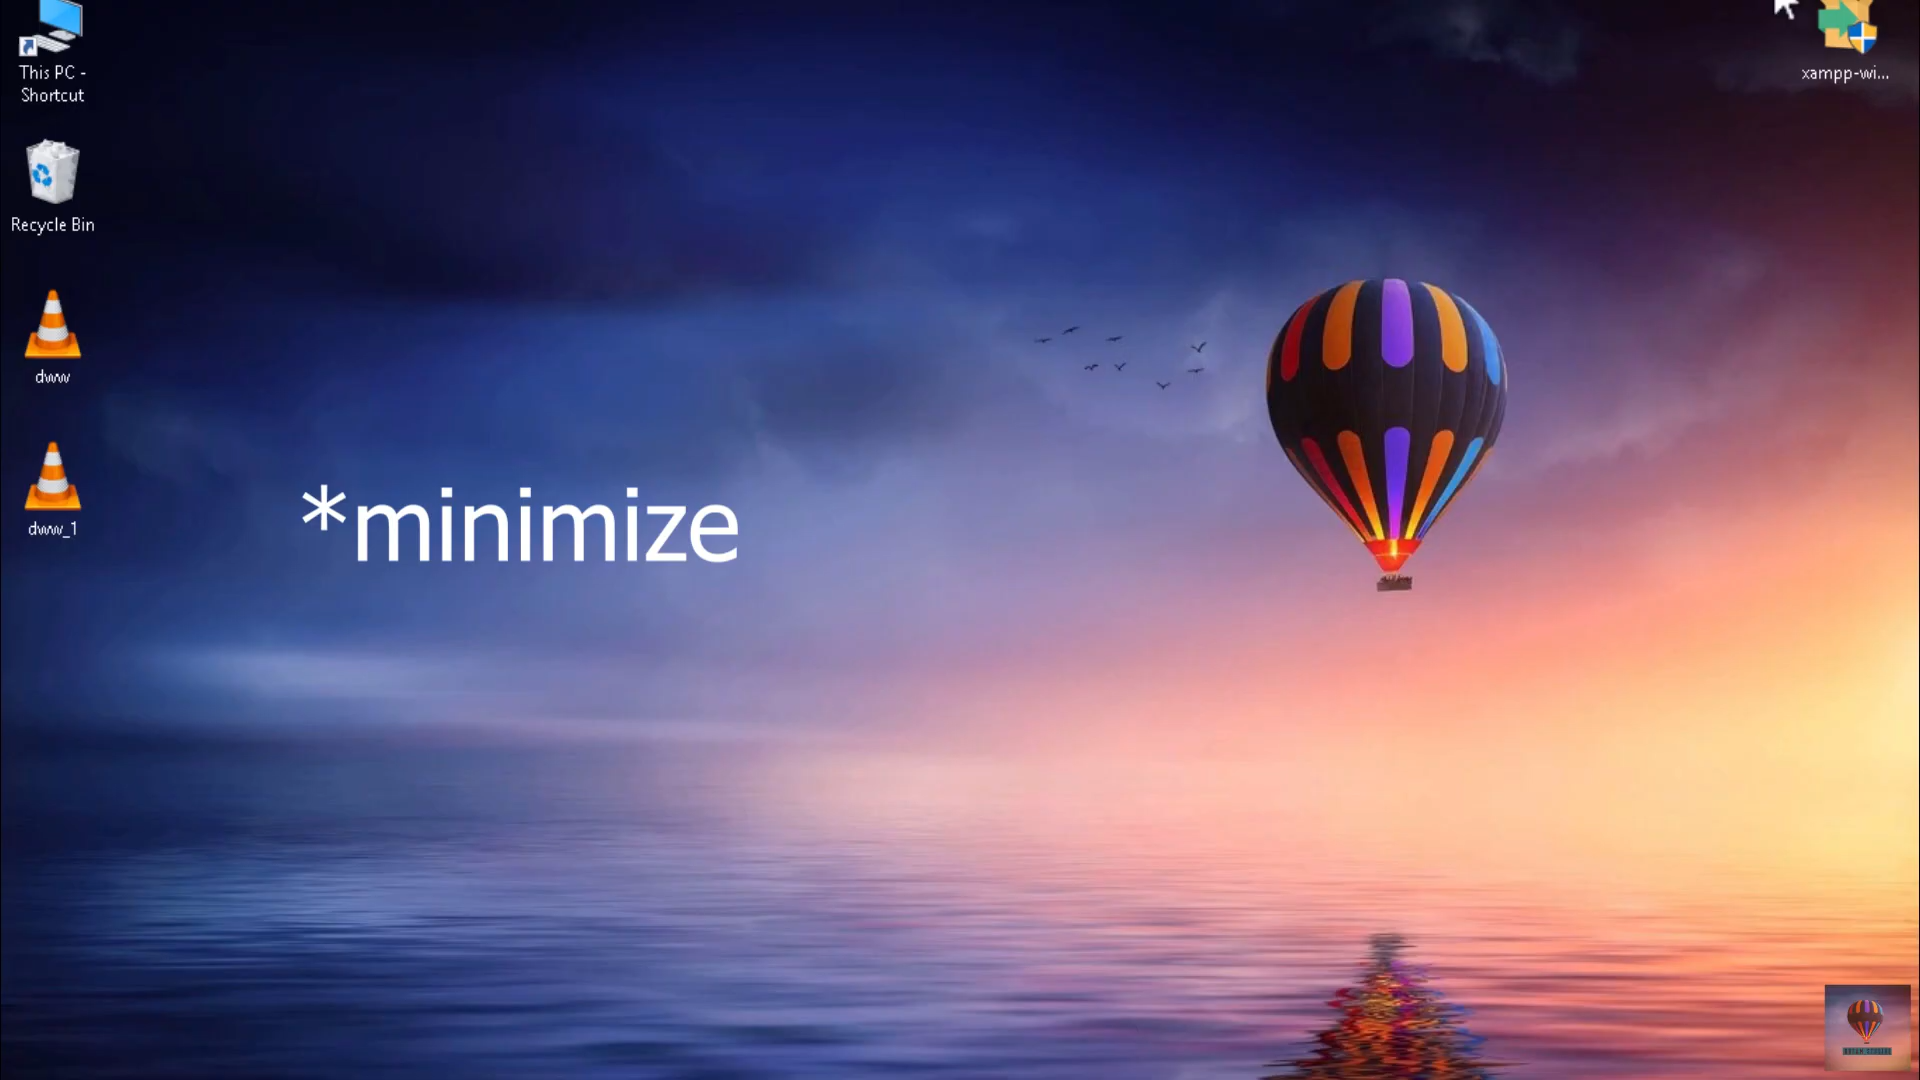 This PC -
Shortcut
xampp-wi...
Recycle Bin
dww
dww_1
*minimize